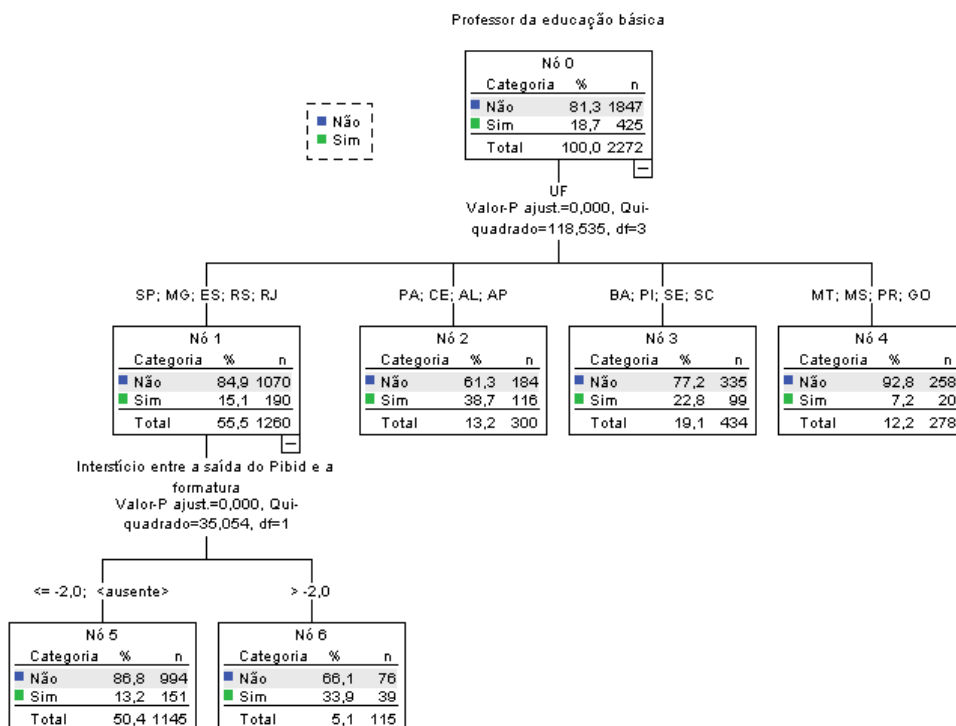 Professor da educação básica
Nó 0
Categoria % n
Não 81,3 1847
Sim 18,7 425
Total 100,0 2272
Não
Sim
UF
Valor-P ajust.=0,000, Qui-
quadrado=118,535, df=3
SP; MG; ES; RS; RJ
PA; CE; AL; AP
BA; PI; SE; SC
MT; MS; PR; GO
Nó 1
Categoria % n
Não 84,9 1070
Sim 15,1 190
Total 55,5 1260
Nó 2
Categoria % n
Não 61,3 184
Sim 38,7 116
Total 13,2 300
Nó 3
Categoria % n
Não 77,2 335
Sim 22,8 99
Total 19,1 434
Nó 4
Categoria % n
Não 92,8 258
Sim 7,2 20
Total 12,2 278
Interstício entre a saída do Pibid e a
formatura
Valor-P ajust.=0,000, Qui-
quadrado=35,054, df=1
<= -2,0; <ausente>
> -2,0
Nó 5
Categoria % n
Não 86,8 994
Sim 13,2 151
Total 50,4 1145
Nó 6
Categoria % n
Não 66,1 76
Sim 33,9 39
Total 5,1 115